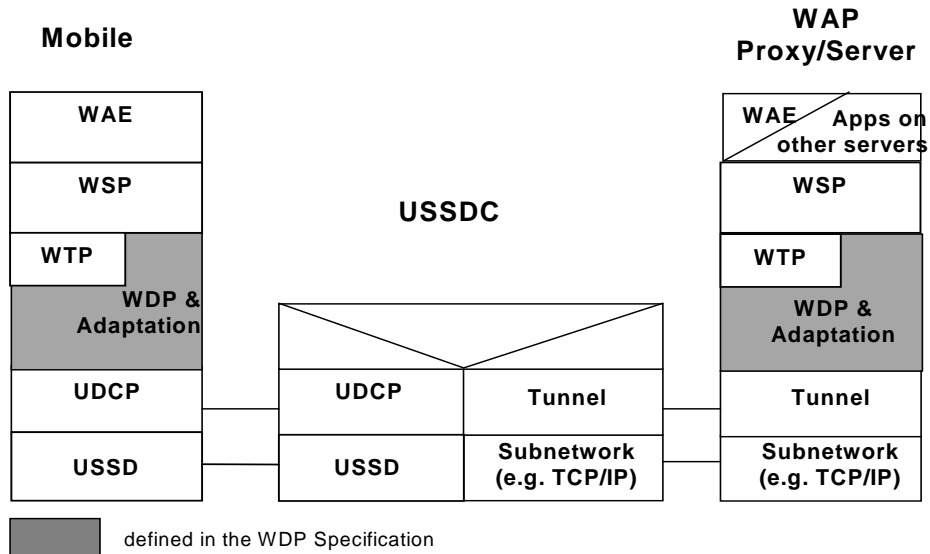 Mobile
WAP
Proxy/Server
WAE
WSP
WTP
WDP &
Adaptation
UDCP
USSD
USSDC
UDCP
Tunnel
USSD
Subnetwork
(e.g. TCP/IP)
WAE
Apps on
other servers
WSP
WTP
WDP &
Adaptation
Tunnel
Subnetwork
(e.g. TCP/IP)
defined in the WDP Specification